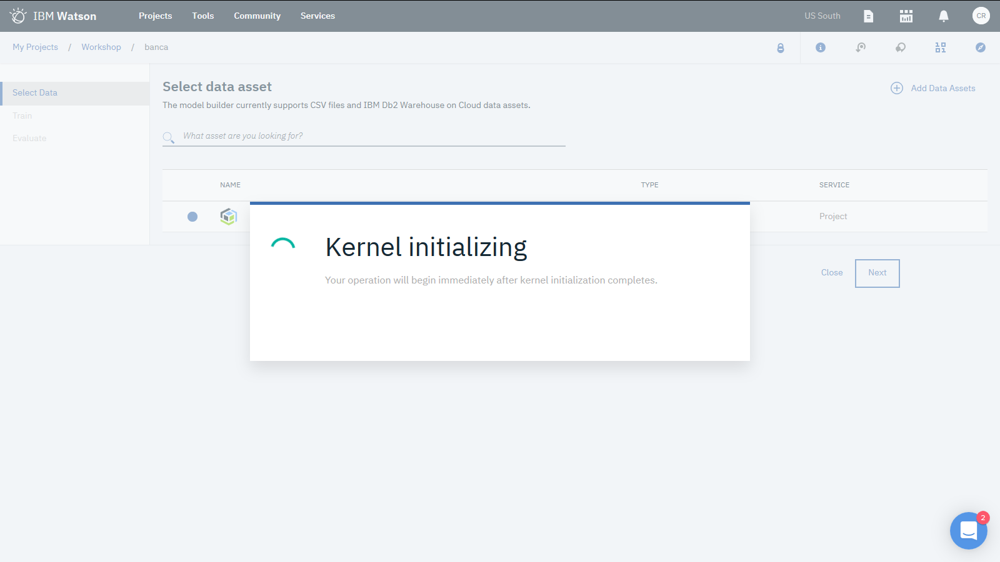 IBM Watson Projects Tools Community Services US South CR
My Projects / Workshop / banca
Select Data
Train
Evaluate
Select data asset
The model builder currently supports CSV files and IBM Db2 Warehouse on Cloud data assets.
Add Data Assets
What asset are you looking for?
NAME TYPE SERVICE
Project
Kernel initializing
Your operation will begin immediately after kernel initialization completes.
Close Next
2